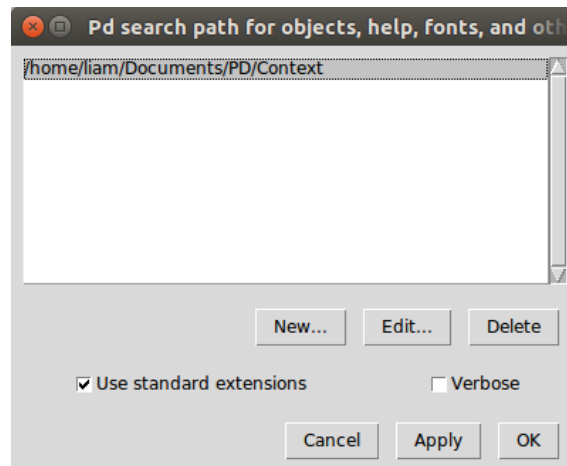 Pd search path for objects, help, fonts, and oth
/home/liam/Documents/PD/Context
New... Edit... Delete
Use standard extensions Verbose
Cancel Apply OK